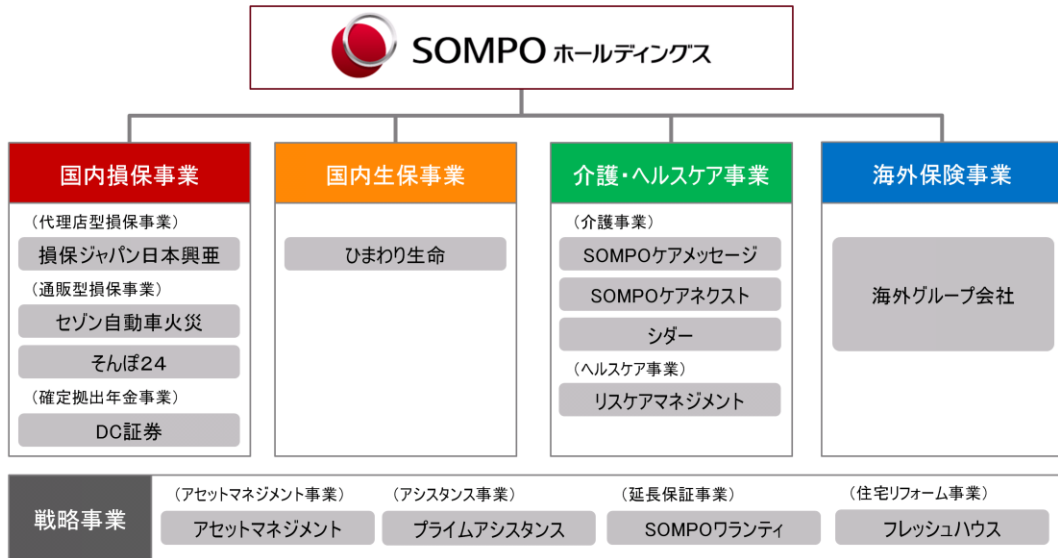 SOMPO ホールディングス
国内損保事業
(代理店型損保事業)
損保ジャパン日本興亜
(通販型損保事業)
セゾン自動車火災
そんぽ24
(確定拠出年金事業)
DC証券
国内生保事業
ひまわり生命
介護・ヘルスケア事業
(介護事業)
SOMPOケアメッセージ
SOMPOケアネクスト
シダー
(ヘルスケア事業)
リスケアマネジメント
海外保険事業
海外グループ会社
戦略事業
(アセットマネジメント事業)
アセットマネジメント
(アシスタンス事業)
プライムアシスタンス
(延長保証事業)
SOMPOワランティ
(住宅リフォーム事業)
フレッシュハウス